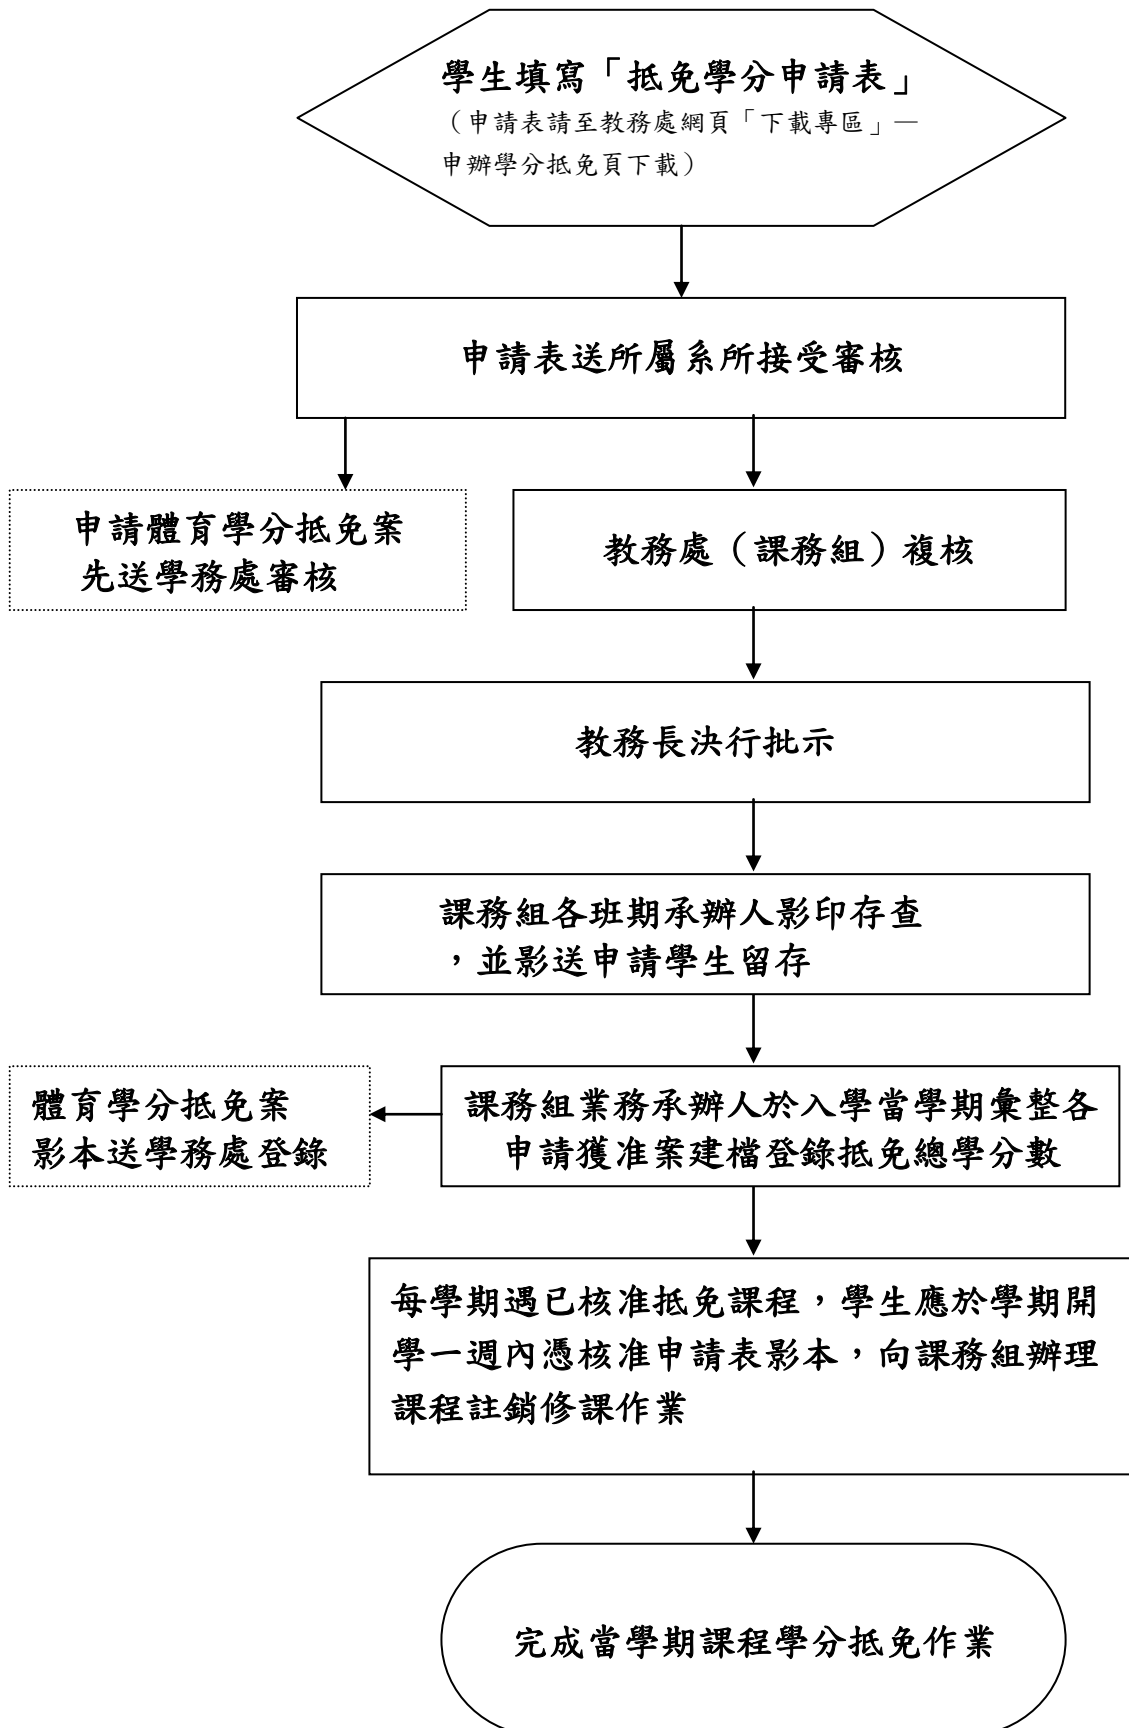 學生填寫「抵免學分申請表」
（申請表請至教務處網頁「下載專區」—
申辦學分抵免頁下載）
申請表送所屬系所接受審核
申請體育學分抵免案
先送學務處審核
教務處（課務組）複核
教務長決行批示
課務組各班期承辦人影印存查
，並影送申請學生留存
體育學分抵免案
影本送學務處登錄
課務組業務承辦人於入學當學期彙整各
申請獲准案建檔登錄抵免總學分數
每學期遇已核准抵免課程，學生應於學期開
學一週內憑核准申請表影本，向課務組辦理
課程註銷修課作業
完成當學期課程學分抵免作業